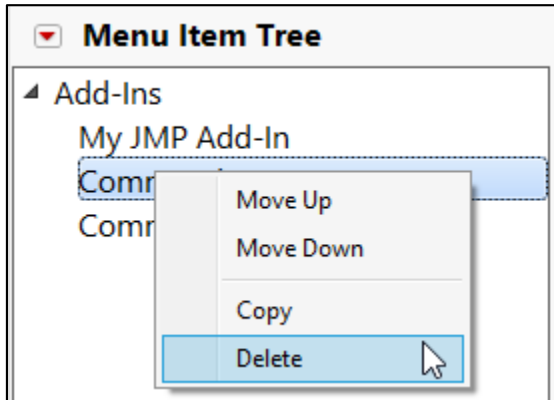 Menu Item Tree
Add-Ins
My JMP Add-In
Move Up
Move Down
Copy
Delete